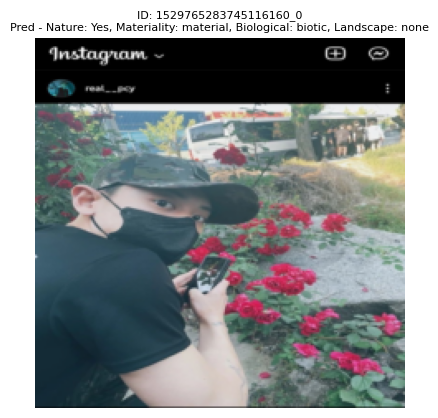 ID: 1529765283745116160_0
Pred - Nature: Yes, Materiality: material, Biological: biotic, Landscape: none
Instagram
real__pcy